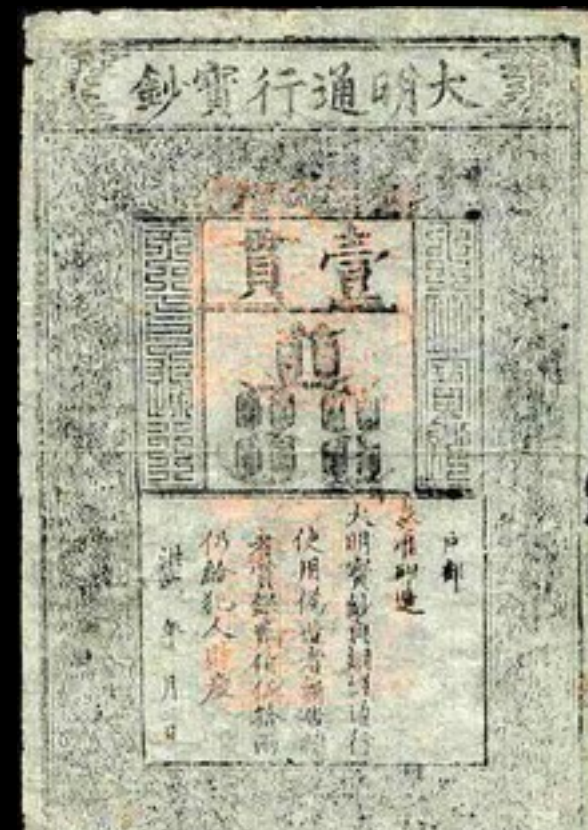 大明通行寶鈔
壹貫
戶部
奏准印造
大明寶鈔與銅錢通行
使用偽造者斬告捕
者賞銀貳佰伍拾兩
仍給犯人財產
洪武 年 月 日